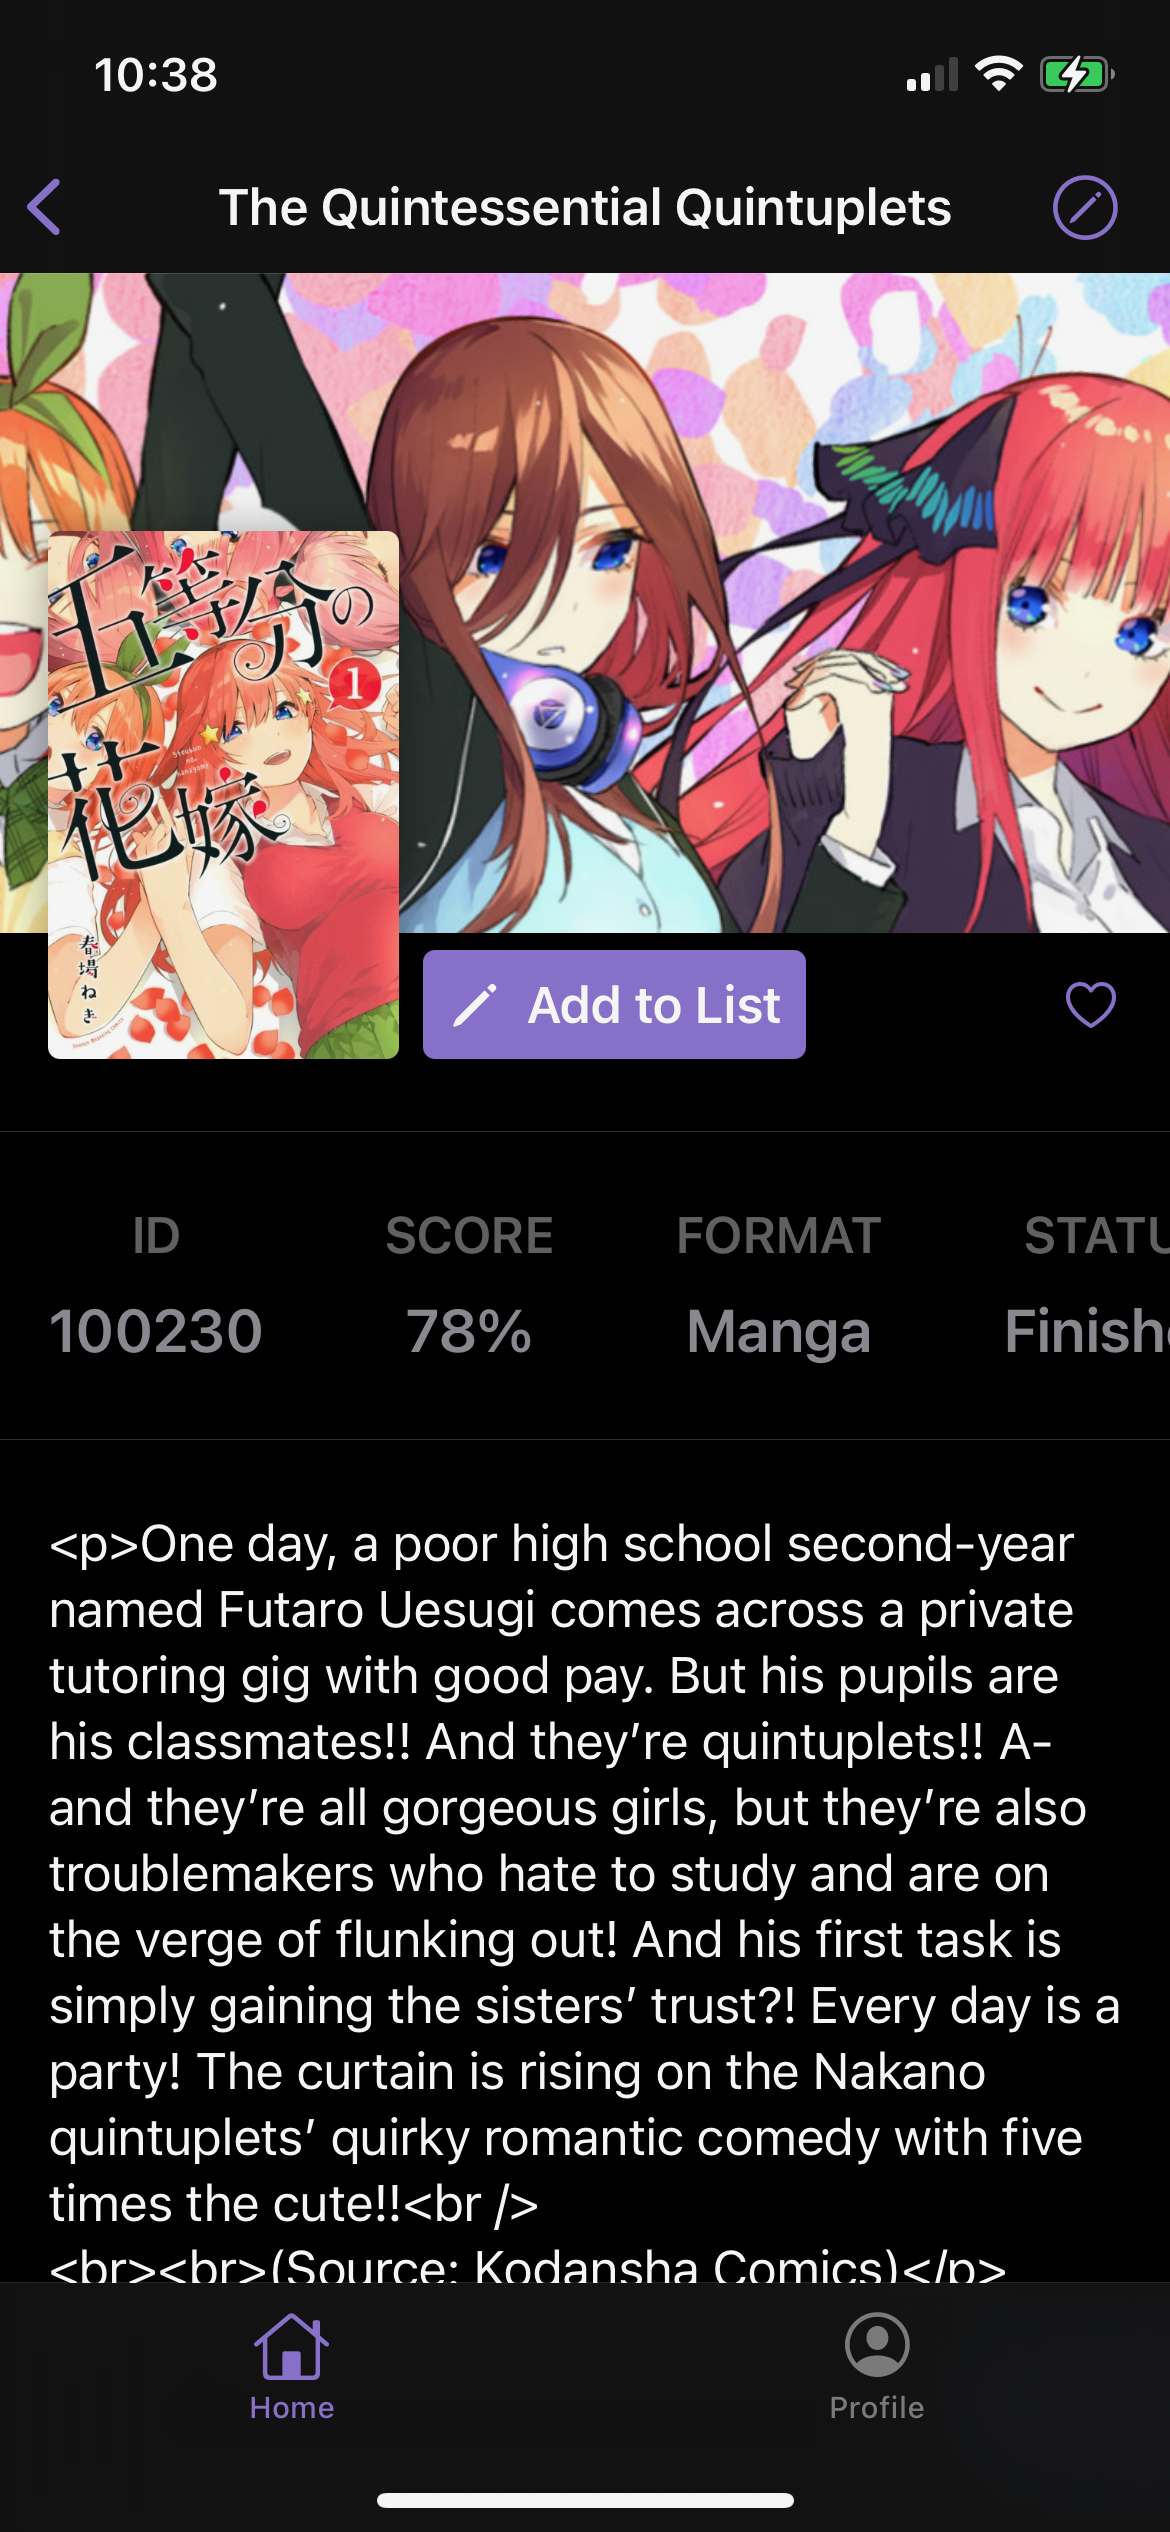 10:38
The Quintessential Quintuplets
五等分の
1
花嫁
春場ねぎ
Add to List
ID SCORE FORMAT STATU
100230 78% Manga Finishe
<p>One day, a poor high school second-year
named Futaro Uesugi comes across a private
tutoring gig with good pay. But his pupils are
his classmates!! And they’re quintuplets!! A-
and they’re all gorgeous girls, but they’re also
troublemakers who hate to study and are on
the verge of flunking out! And his first task is
simply gaining the sisters’ trust?! Every day is a
party! The curtain is rising on the Nakano
quintuplets’ quirky romantic comedy with five
times the cute!!<br />
<br><br>(Source: Kodansha Comics)</p>
Home Profile